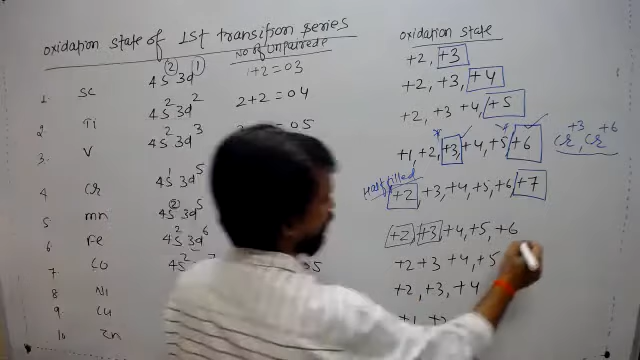 oxidation state of 1st transition series
No of unpaired e
oxidation state
1. Sc 4s² 3d¹ 1+2=03 +2, +3
2. Ti 4s² 3d² 2+2=04 +2, +3, +4
3. V 4s² 3d³ 05 +2, +3 +4, +5
4 Cr 4s¹ 3d⁵ +1, +2, +3, +4, +5, +6 Cr⁺³, Cr⁺⁶
Half filled
5 mn 4s² 3d⁵ +2, +3, +4, +5, +6, +7
6 Fe 4s² 3d⁶ +2, +3, +4, +5, +6
7 CO 4s² 05 +2 +3 +4, +5
8 Ni +2, +3, +4
9 Cu +1, +2
10 Zn